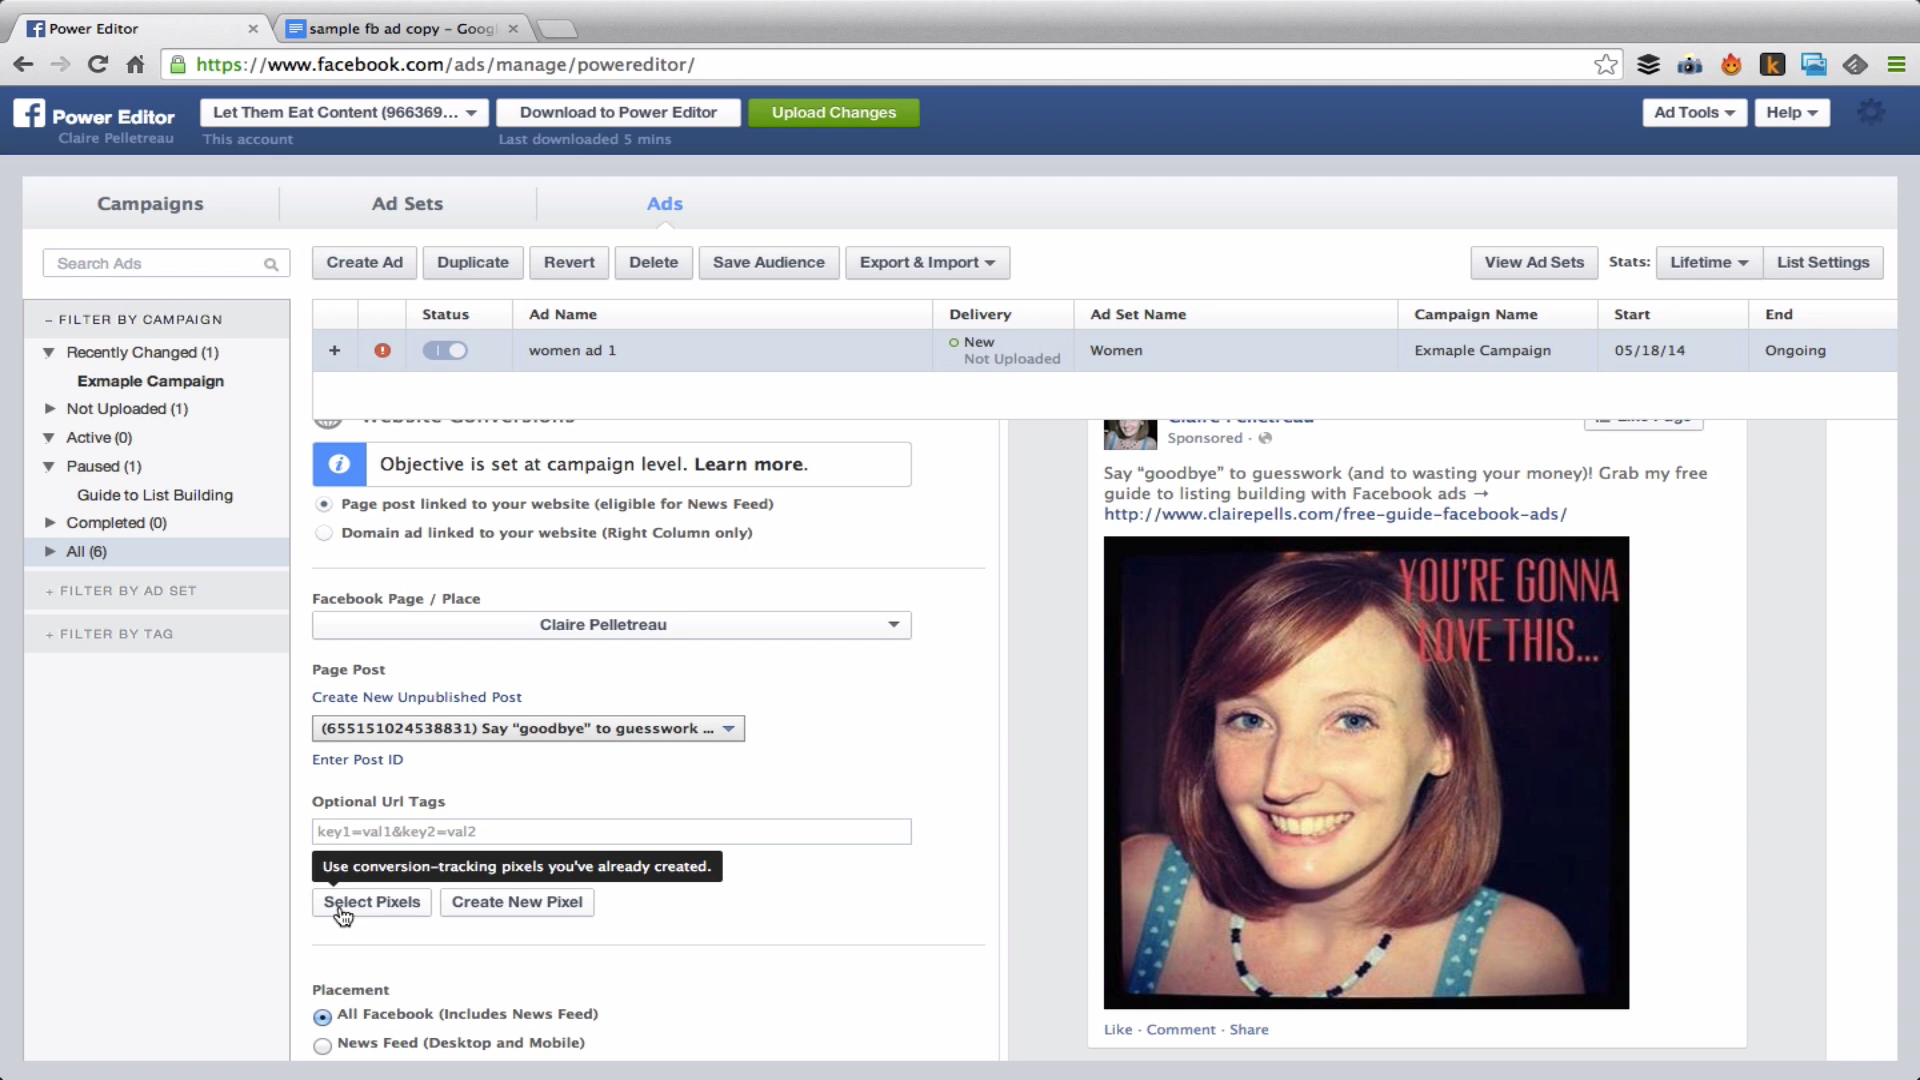 Power Editor
sample fb ad copy – Goog
https://www.facebook.com/ads/manage/powereditor/
Power Editor
Claire Pelletreau
Let Them Eat Content (966369...
This account
Download to Power Editor
Last downloaded 5 mins
Upload Changes
Ad Tools
Help
Campaigns
Ad Sets
Ads
Search Ads
Create Ad
Duplicate
Revert
Delete
Save Audience
Export & Import
View Ad Sets
Stats:
Lifetime
List Settings
– FILTER BY CAMPAIGN
Recently Changed (1)
Exmaple Campaign
Not Uploaded (1)
Active (0)
Paused (1)
Guide to List Building
Completed (0)
All (6)
+ FILTER BY AD SET
+ FILTER BY TAG
Status Ad Name Delivery Ad Set Name Campaign Name Start End
+ women ad 1 New Women Exmaple Campaign 05/18/14 Ongoing
Not Uploaded
Website Conversions
Objective is set at campaign level. Learn more.
Page post linked to your website (eligible for News Feed)
Domain ad linked to your website (Right Column only)
Facebook Page / Place
Claire Pelletreau
Page Post
Create New Unpublished Post
(655151024538831) Say “goodbye” to guesswork ...
Enter Post ID
Optional Url Tags
key1=val1&key2=val2
Use conversion–tracking pixels you've already created.
Select Pixels
Create New Pixel
Placement
All Facebook (Includes News Feed)
News Feed (Desktop and Mobile)
Claire Pelletreau
Like Page
Sponsored ·
Say “goodbye” to guesswork (and to wasting your money)! Grab my free
guide to listing building with Facebook ads →
http://www.clairepells.com/free-guide-facebook-ads/
YOU'RE GONNA
LOVE THIS...
Like · Comment · Share